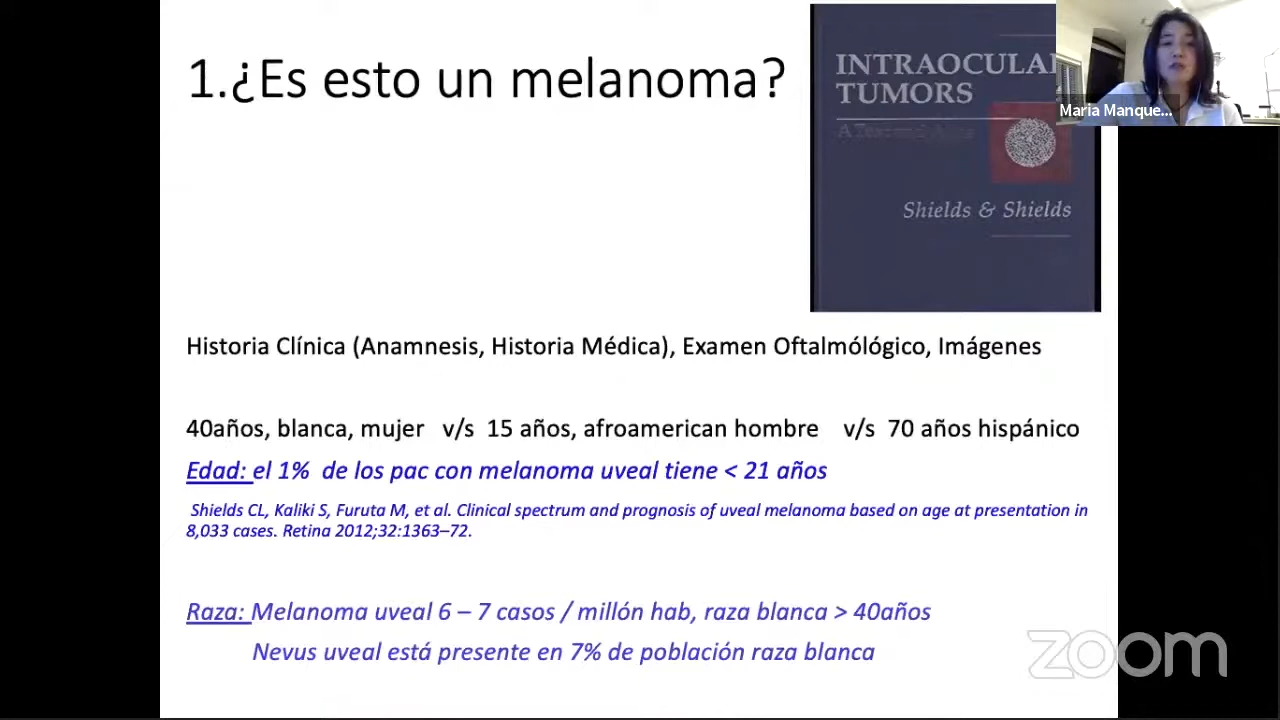 1.¿Es esto un melanoma?
INTRAOCULAR
TUMORS
Shields & Shields
Maria Manque...
Historia Clínica (Anamnesis, Historia Médica), Examen Oftalmólógico, Imágenes
40años, blanca, mujer v/s 15 años, afroamerican hombre v/s 70 años hispánico
Edad: el 1% de los pac con melanoma uveal tiene < 21 años
Shields CL, Kaliki S, Furuta M, et al. Clinical spectrum and prognosis of uveal melanoma based on age at presentation in
8,033 cases. Retina 2012;32:1363–72.
Raza: Melanoma uveal 6 – 7 casos / millón hab, raza blanca > 40años
Nevus uveal está presente en 7% de población raza blanca
zoom